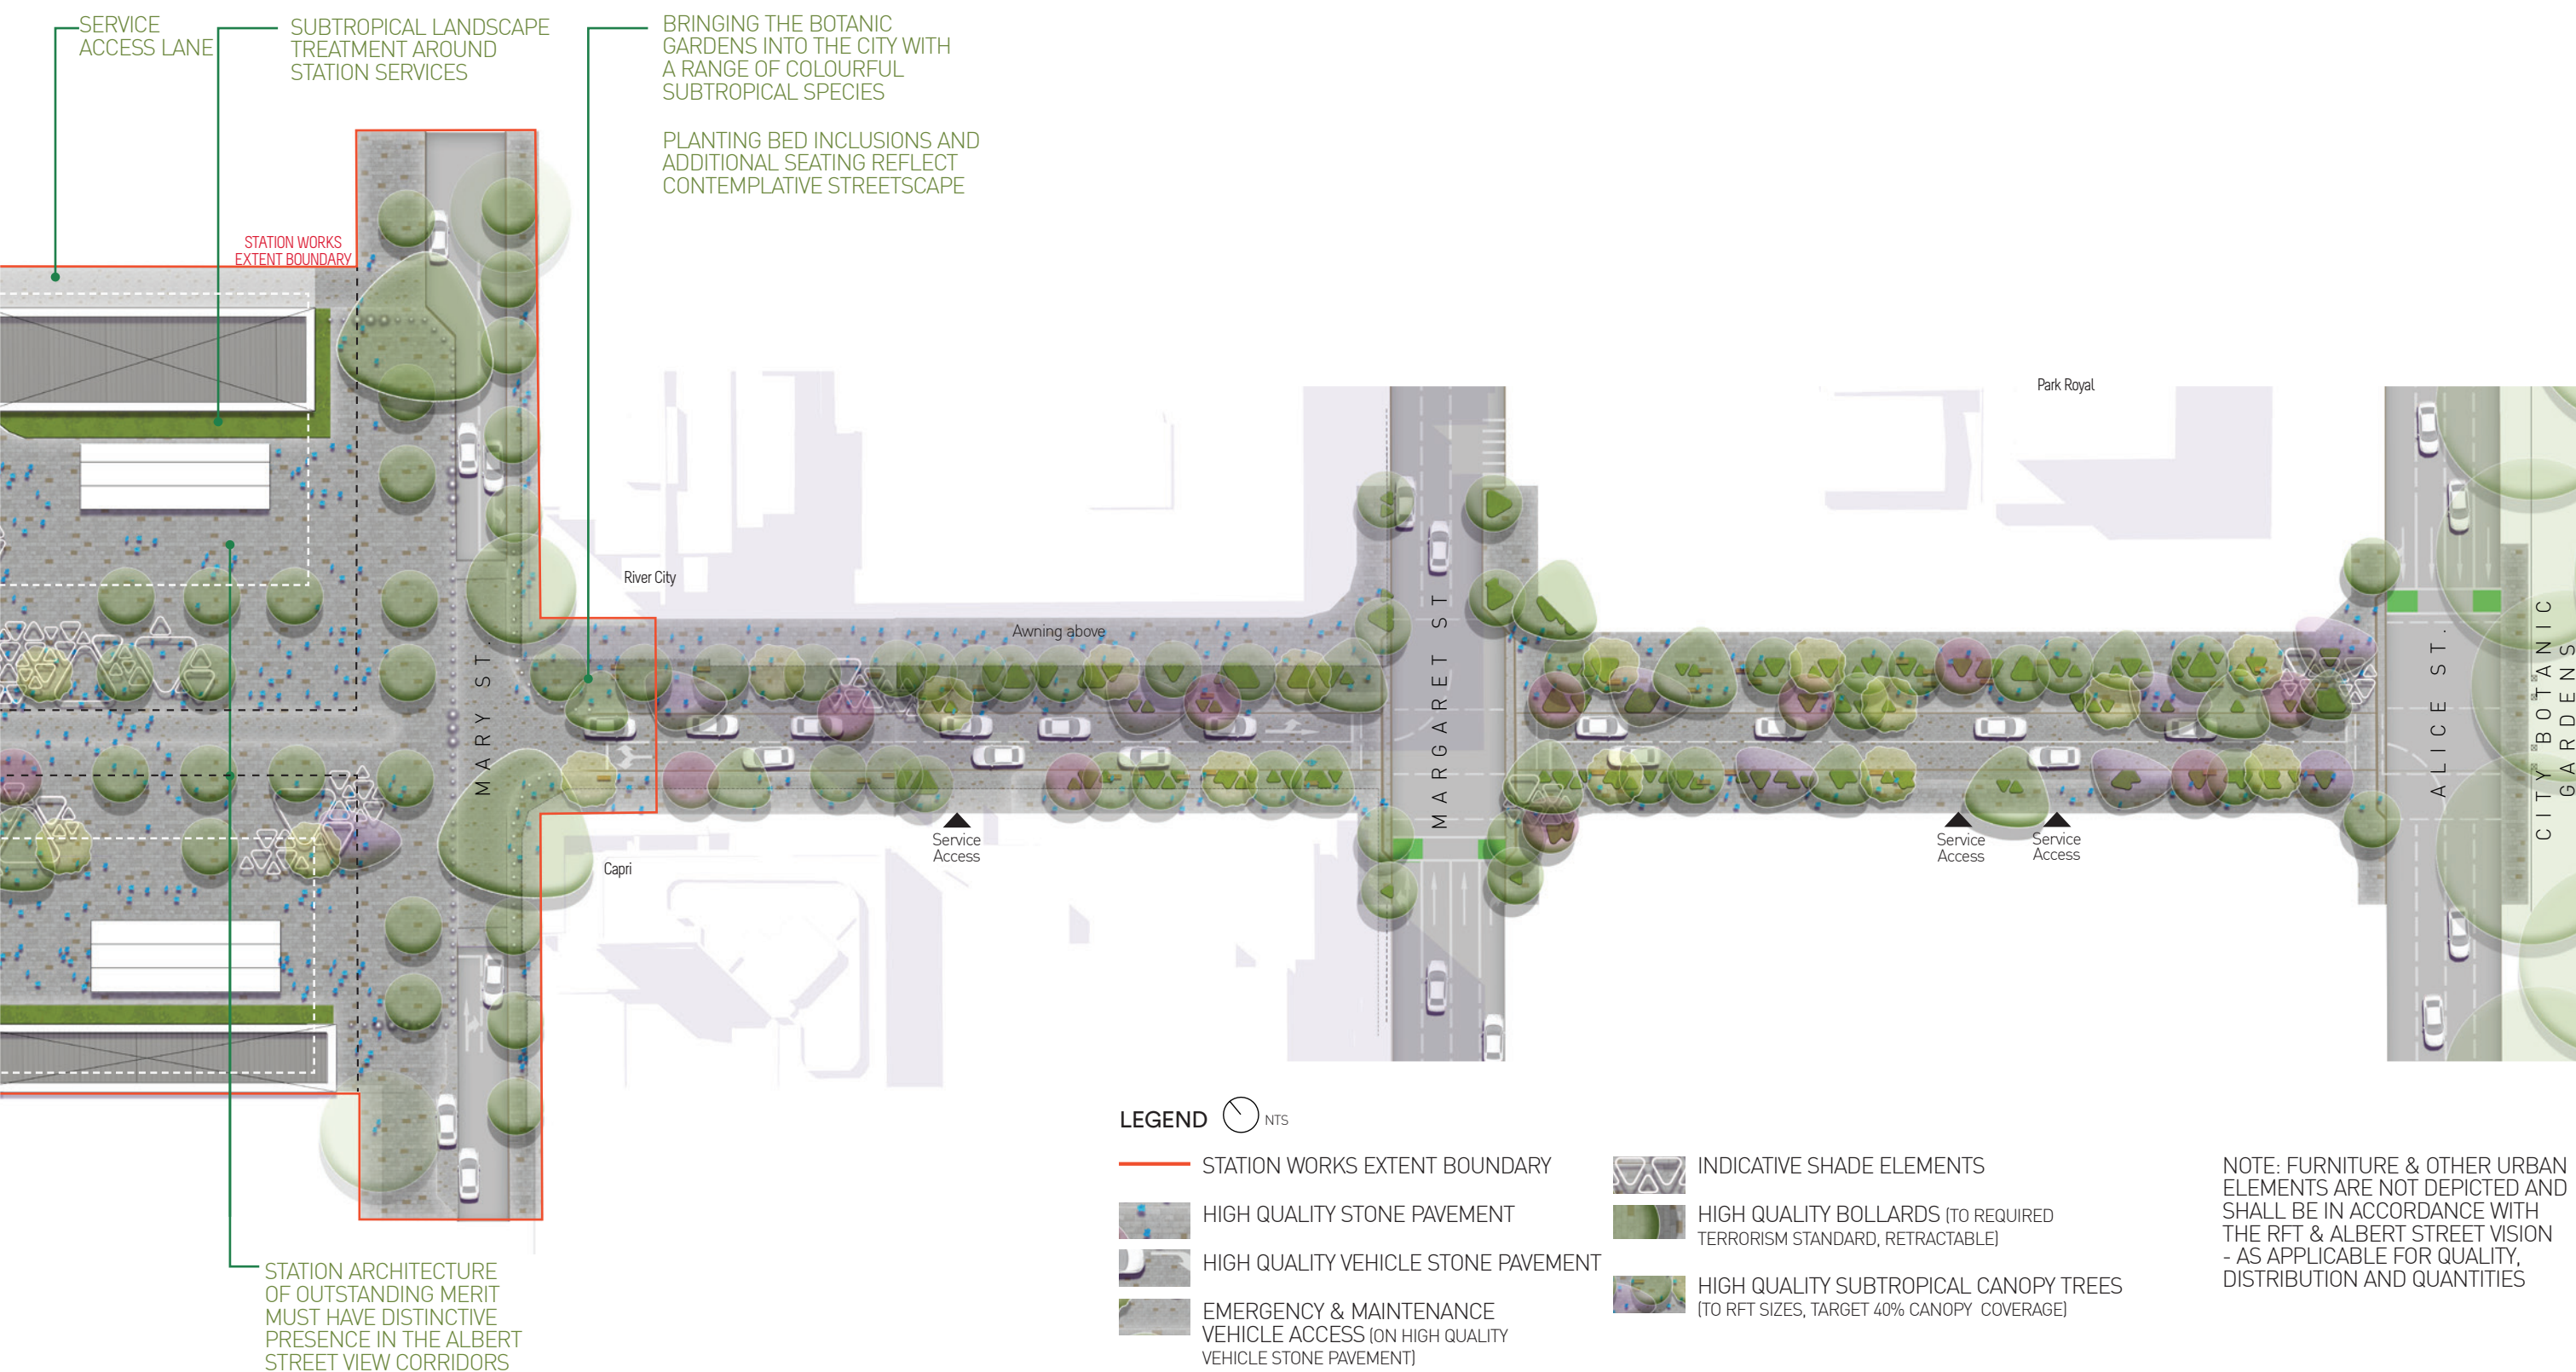 SERVICE
ACCESS LANE
SUBTROPICAL LANDSCAPE
TREATMENT AROUND
STATION SERVICES
BRINGING THE BOTANIC
GARDENS INTO THE CITY WITH
A RANGE OF COLOURFUL
SUBTROPICAL SPECIES
PLANTING BED INCLUSIONS AND
ADDITIONAL SEATING REFLECT
CONTEMPLATIVE STREETSCAPE
STATION WORKS
EXTENT BOUNDARY
Park Royal
River City
Awning above
MARY ST.
MARGARET ST
ALICE ST.
CITY BOTANIC
GARDENS
Capri
Service
Access
Service
Access
Service
Access
STATION ARCHITECTURE
OF OUTSTANDING MERIT
MUST HAVE DISTINCTIVE
PRESENCE IN THE ALBERT
STREET VIEW CORRIDORS
LEGEND NTS
STATION WORKS EXTENT BOUNDARY
HIGH QUALITY STONE PAVEMENT
HIGH QUALITY VEHICLE STONE PAVEMENT
EMERGENCY & MAINTENANCE
VEHICLE ACCESS (ON HIGH QUALITY
VEHICLE STONE PAVEMENT)
INDICATIVE SHADE ELEMENTS
HIGH QUALITY BOLLARDS (TO REQUIRED
TERRORISM STANDARD, RETRACTABLE)
HIGH QUALITY SUBTROPICAL CANOPY TREES
(TO RFT SIZES, TARGET 40% CANOPY COVERAGE)
NOTE: FURNITURE & OTHER URBAN
ELEMENTS ARE NOT DEPICTED AND
SHALL BE IN ACCORDANCE WITH
THE RFT & ALBERT STREET VISION
- AS APPLICABLE FOR QUALITY,
DISTRIBUTION AND QUANTITIES